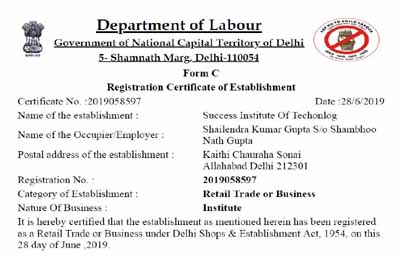 Department of Labour
Government of National Capital Territory of Delhi
5- Shamnath Marg, Delhi-110054
Form C
Registration Certificate of Establishment
Certificate No. :2019058597 Date :28/6/2019
Name of the establishment : Success Institute Of Techonlog
Name of the Occupier/Employer : Shailendra Kumar Gupta S/o Shambhoo
Nath Gupta
Postal address of the establishment : Kaithi Chauraha Sonai
Allahabad Delhi 212301
Registration No. : 2019058597
Category of Establishment : Retail Trade or Business
Nature Of Business : Institute
It is hereby certified that the establishment as mentioned herein has been registered
as a Retail Trade or Business under Delhi Shops & Establishment Act, 1954, on this
28 day of June ,2019.